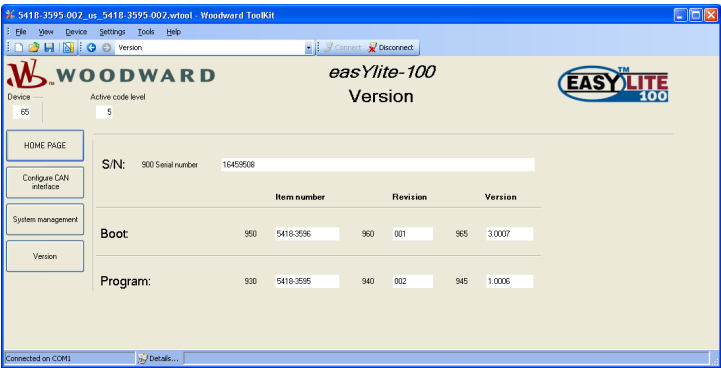 5418-3595-002_us_5418-3595-002.wtool - Woodward ToolKit
File View Device Settings Tools Help
Version Connect Disconnect
WOODWARD
easYlite-100
Version
EASYLITE™
100
Device
Active code level
65
5
HOME PAGE
Configure CAN
interface
System management
Version
S/N: 900 Serial number 16459508
Item number Revision Version
Boot: 950 5418-3596 960 001 965 3.0007
Program: 930 5418-3595 940 002 945 1.0006
Connected on COM1 Details...